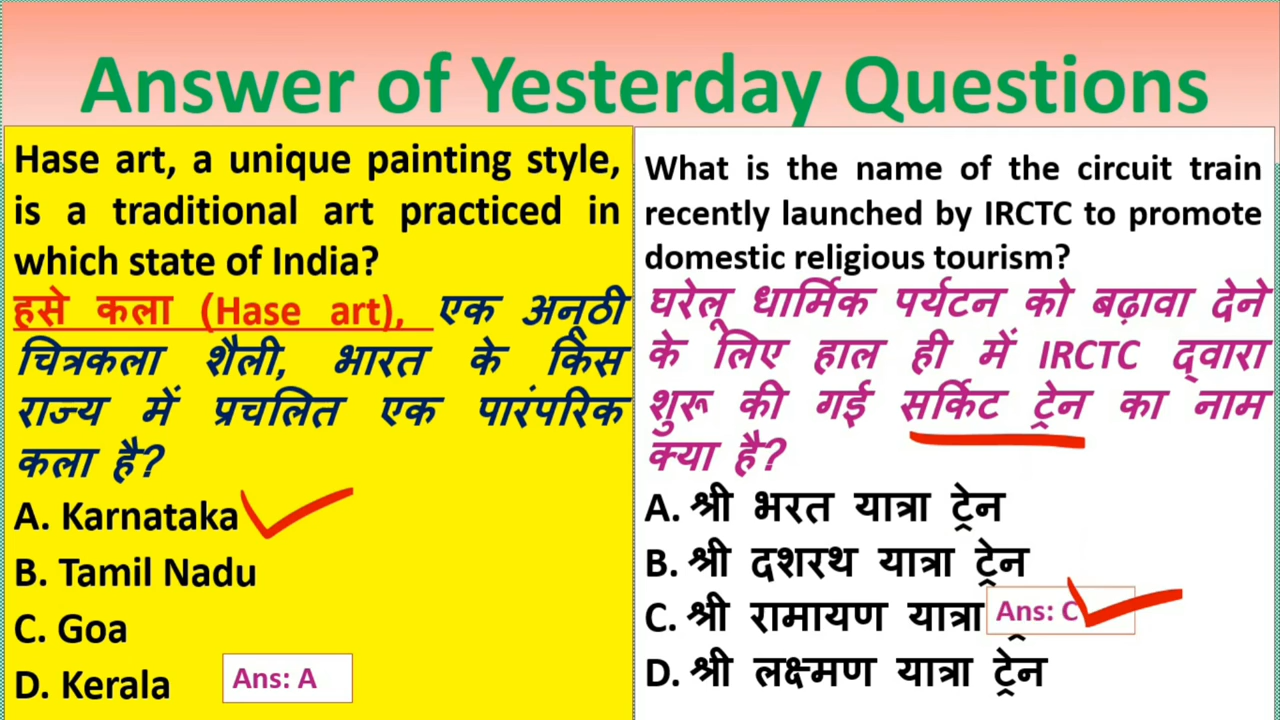 Answer of Yesterday Questions
Hase art, a unique painting style,
is a traditional art practiced in
which state of India?
हसे कला (Hase art), एक अनूठी
चित्रकला शैली, भारत के किस
राज्य में प्रचलित एक पारंपरिक
कला है?
A. Karnataka
B. Tamil Nadu
C. Goa
D. Kerala
Ans: A
What is the name of the circuit train
recently launched by IRCTC to promote
domestic religious tourism?
घरेलू धार्मिक पर्यटन को बढ़ावा देने
के लिए हाल ही में IRCTC द्वारा
शुरू की गई सर्किट ट्रेन का नाम
क्या है?
A. श्री भरत यात्रा ट्रेन
B. श्री दशरथ यात्रा ट्रेन
C. श्री रामायण यात्रा
Ans: C
D. श्री लक्ष्मण यात्रा ट्रेन